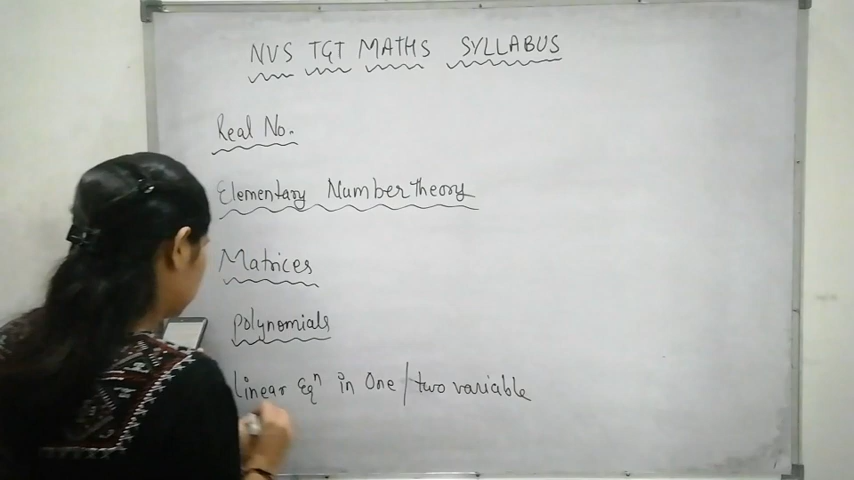 NVS TGT MATHS SYLLABUS
Real No.
Elementary Number theory
Matrices
Polynomials
linear Eqⁿ in One / two variable